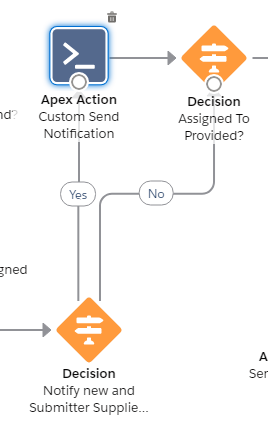 Apex Action
Custom Send
Notification
Decision
Assigned To
Provided?
nd?
Yes
No
gned
Decision
Notify new and
Submitter Supplie...
A
Ser